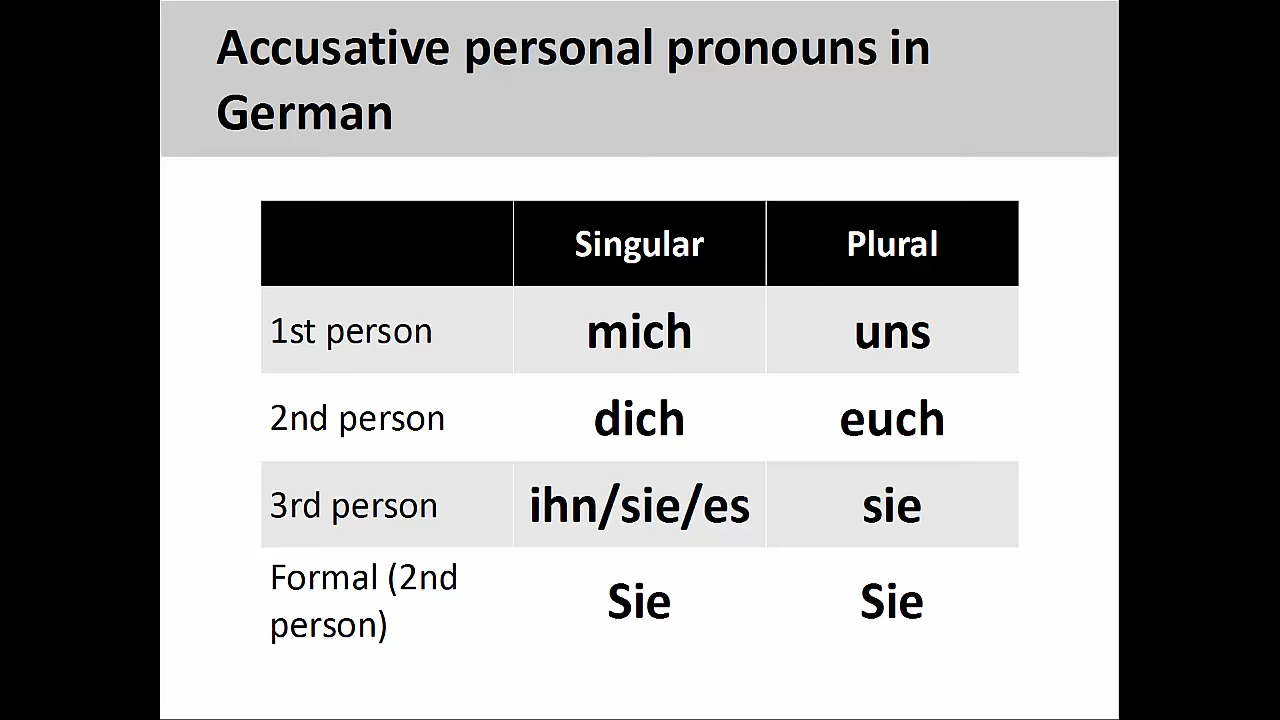 Accusative personal pronouns in
German
Singular Plural
1st person mich uns
2nd person dich euch
3rd person ihn/sie/es sie
Formal (2nd
person) Sie Sie